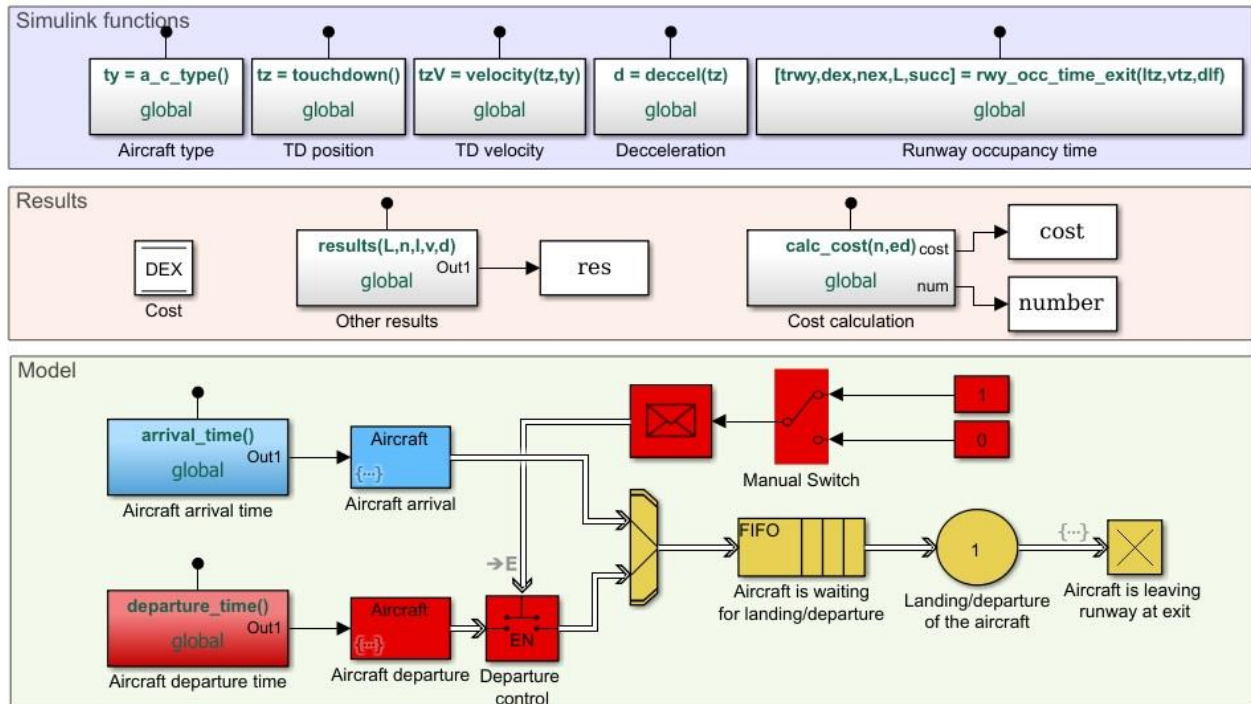 Simulink functions
ty = a_c_type()
global
Aircraft type
tz = touchdown()
global
TD position
tzV = velocity(tz,ty)
global
TD velocity
d = deccel(tz)
global
Decceleration
[trwy,dex,nex,L,succ] = rwy_occ_time_exit(ltz,vtz,dlf)
global
Runway occupancy time
Results
DEX
Cost
results(L,n,l,v,d)
global
Out1
Other results
res
calc_cost(n,ed)
global
cost
num
Cost calculation
cost
number
Model
arrival_time()
global
Out1
Aircraft arrival time
Aircraft
{...}
Aircraft arrival
1
0
Manual Switch
departure_time()
global
Out1
Aircraft departure time
Aircraft
{...}
Aircraft departure
E
EN
Departure
control
FIFO
Aircraft is waiting
for landing/departure
1
Landing/departure
of the aircraft
{...}
Aircraft is leaving
runway at exit